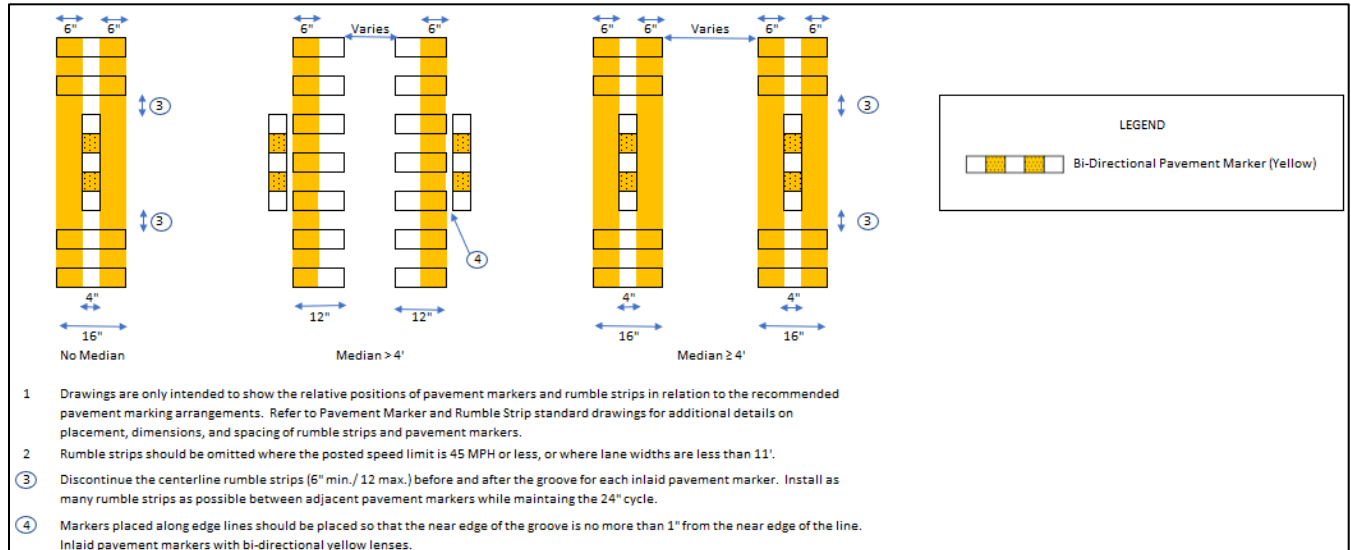 6" 6" 6" Varies 6" 6" 6" Varies 6" 6"
3 3
LEGEND
Bi-Directional Pavement Marker (Yellow)
3 3
4
4" 4" 4"
12" 12"
16" 16" 16"
No Median Median > 4' Median ≥ 4'
1 Drawings are only intended to show the relative positions of pavement markers and rumble strips in relation to the recommended
pavement marking arrangements. Refer to Pavement Marker and Rumble Strip standard drawings for additional details on
placement, dimensions, and spacing of rumble strips and pavement markers.
2 Rumble strips should be omitted where the posted speed limit is 45 MPH or less, or where lane widths are less than 11'.
3 Discontinue the centerline rumble strips (6" min./ 12 max.) before and after the groove for each inlaid pavement marker. Install as
many rumble strips as possible between adjacent pavement markers while maintaing the 24" cycle.
4 Markers placed along edge lines should be placed so that the near edge of the groove is no more than 1" from the near edge of the line.
Inlaid pavement markers with bi-directional yellow lenses.